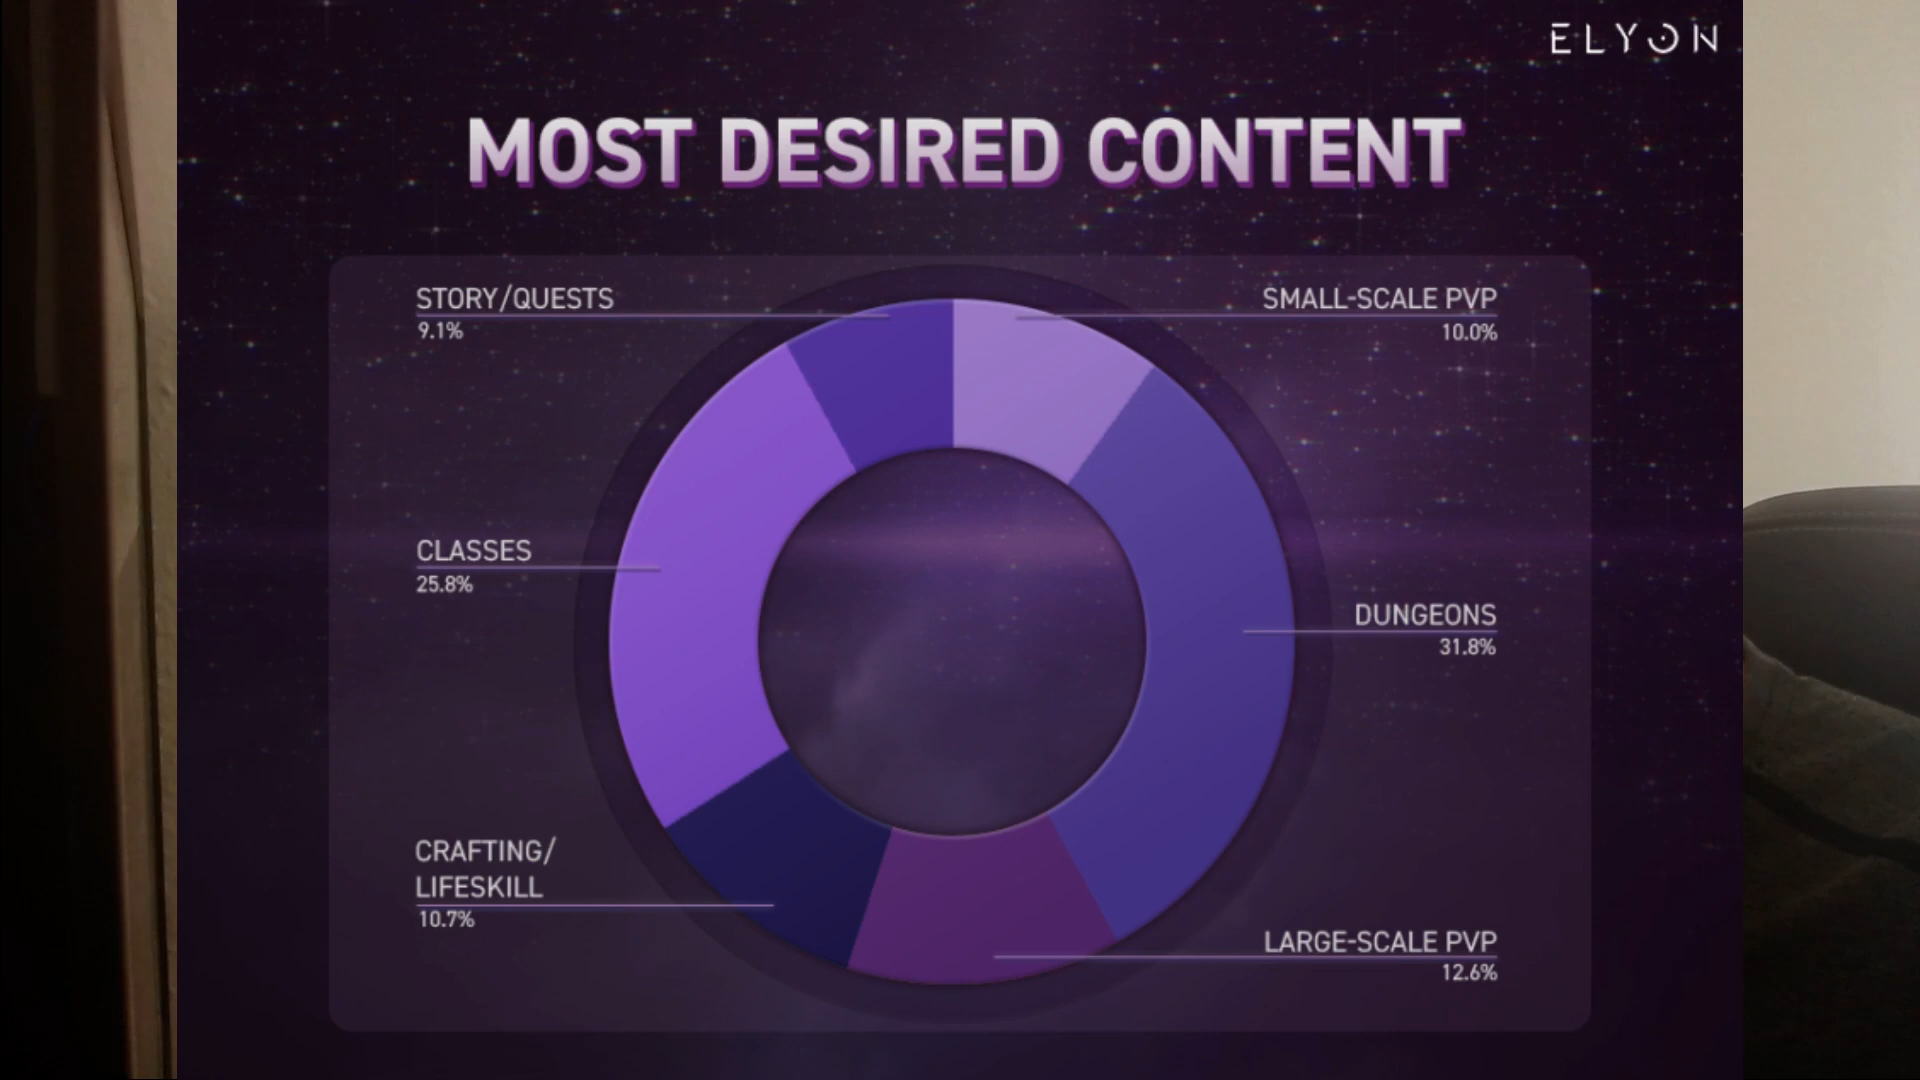 ELYON
MOST DESIRED CONTENT
STORY/QUESTS
9.1%
SMALL-SCALE PVP
10.0%
CLASSES
25.8%
DUNGEONS
31.8%
CRAFTING/
LIFESKILL
10.7%
LARGE-SCALE PVP
12.6%